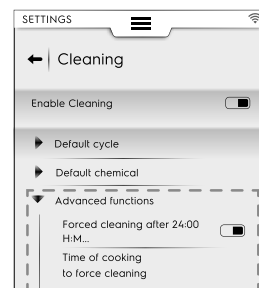 SETTINGS
Cleaning
Enable Cleaning
Default cycle
Default chemical
Advanced functions
Forced cleaning after 24:00
H:M...
Time of cooking
to force cleaning